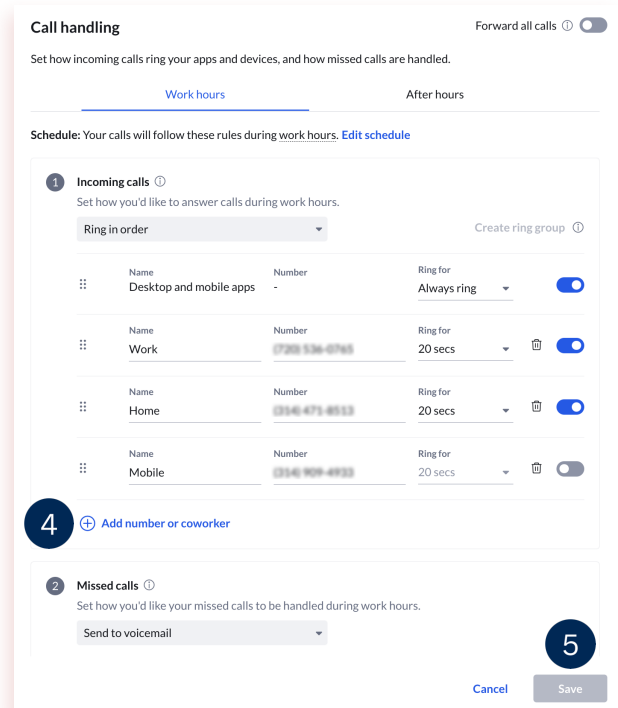 Call handling
Forward all calls
Set how incoming calls ring your apps and devices, and how missed calls are handled.
Work hours
After hours
Schedule: Your calls will follow these rules during work hours. Edit schedule
1 Incoming calls
Set how you'd like to answer calls during work hours.
Ring in order
Create ring group
Name Number Ring for
Desktop and mobile apps - Always ring
Name Number Ring for
Work 20 secs
Name Number Ring for
Home 20 secs
Name Number Ring for
Mobile 20 secs
4 Add number or coworker
2 Missed calls
Set how you'd like your missed calls to be handled during work hours.
Send to voicemail
5
Cancel Save